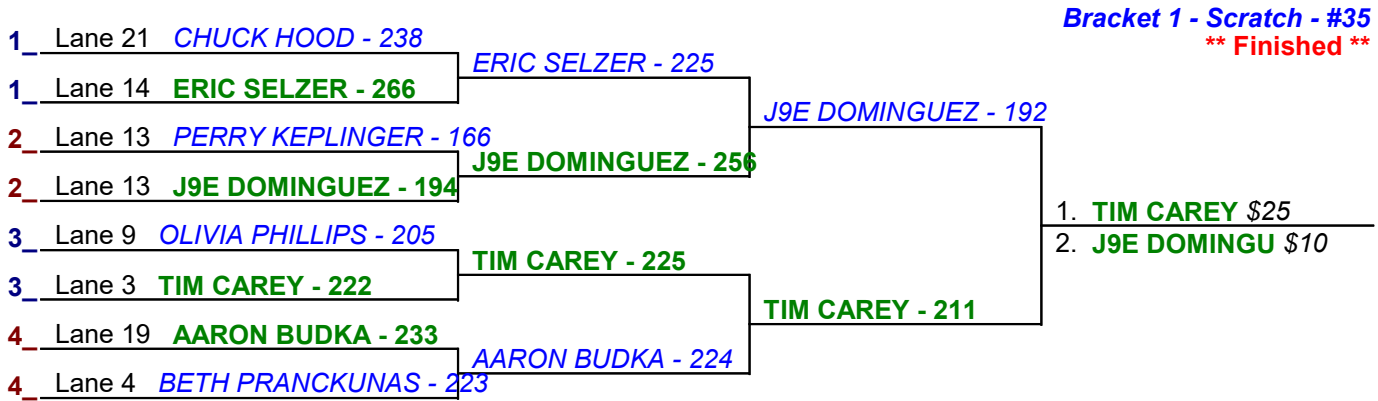 Bracket 1 - Scratch - #35
** Finished **
1_ Lane 21 CHUCK HOOD - 238
1_ Lane 14 ERIC SELZER - 266
2_ Lane 13 PERRY KEPLINGER - 166
2_ Lane 13 J9E DOMINGUEZ - 194
3_ Lane 9 OLIVIA PHILLIPS - 205
3_ Lane 3 TIM CAREY - 222
4_ Lane 19 AARON BUDKA - 233
4_ Lane 4 BETH PRANCKUNAS - 223
ERIC SELZER - 225
J9E DOMINGUEZ - 256
TIM CAREY - 225
AARON BUDKA - 224
J9E DOMINGUEZ - 192
TIM CAREY - 211
1. TIM CAREY $25
2. J9E DOMINGU $10